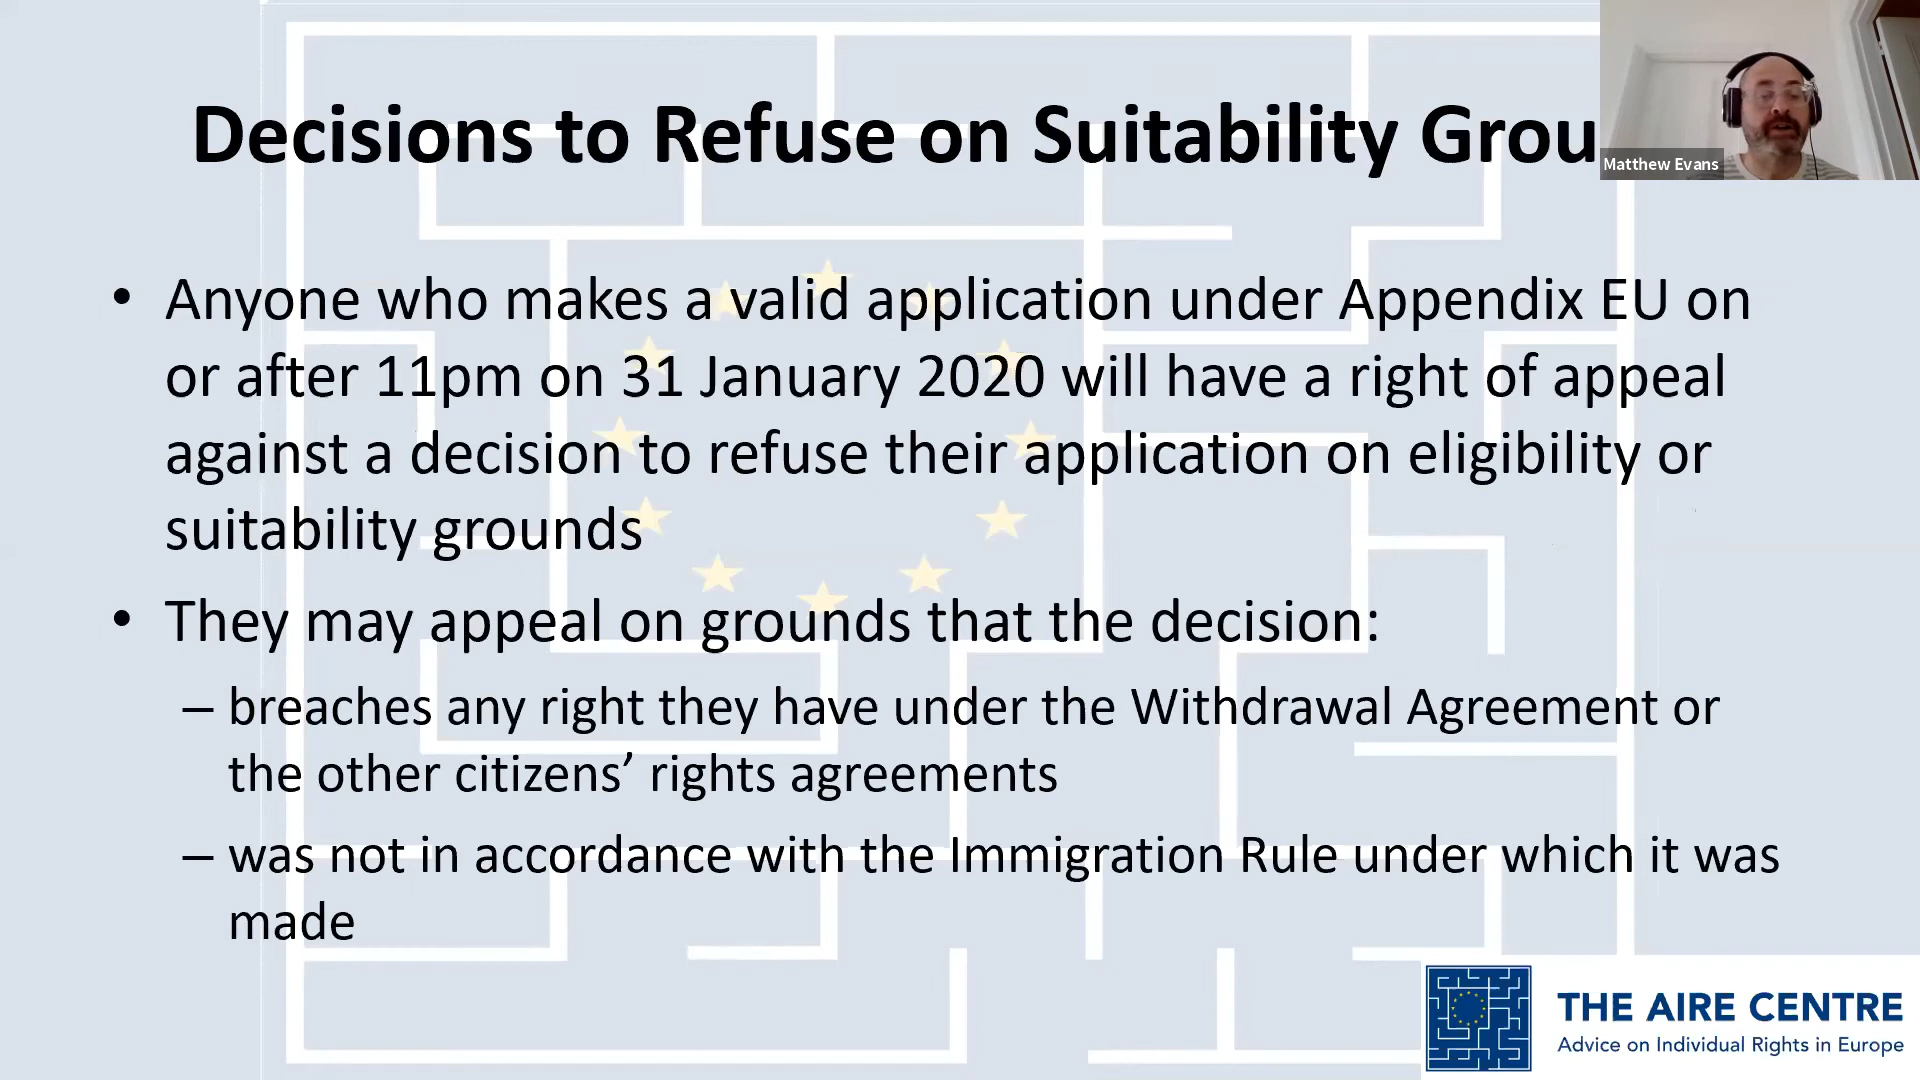 Decisions to Refuse on Suitability Grou
Matthew Evans
• Anyone who makes a valid application under Appendix EU on
or after 11pm on 31 January 2020 will have a right of appeal
against a decision to refuse their application on eligibility or
suitability grounds
• They may appeal on grounds that the decision:
– breaches any right they have under the Withdrawal Agreement or
the other citizens’ rights agreements
– was not in accordance with the Immigration Rule under which it was
made
THE AIRE CENTRE
Advice on Individual Rights in Europe